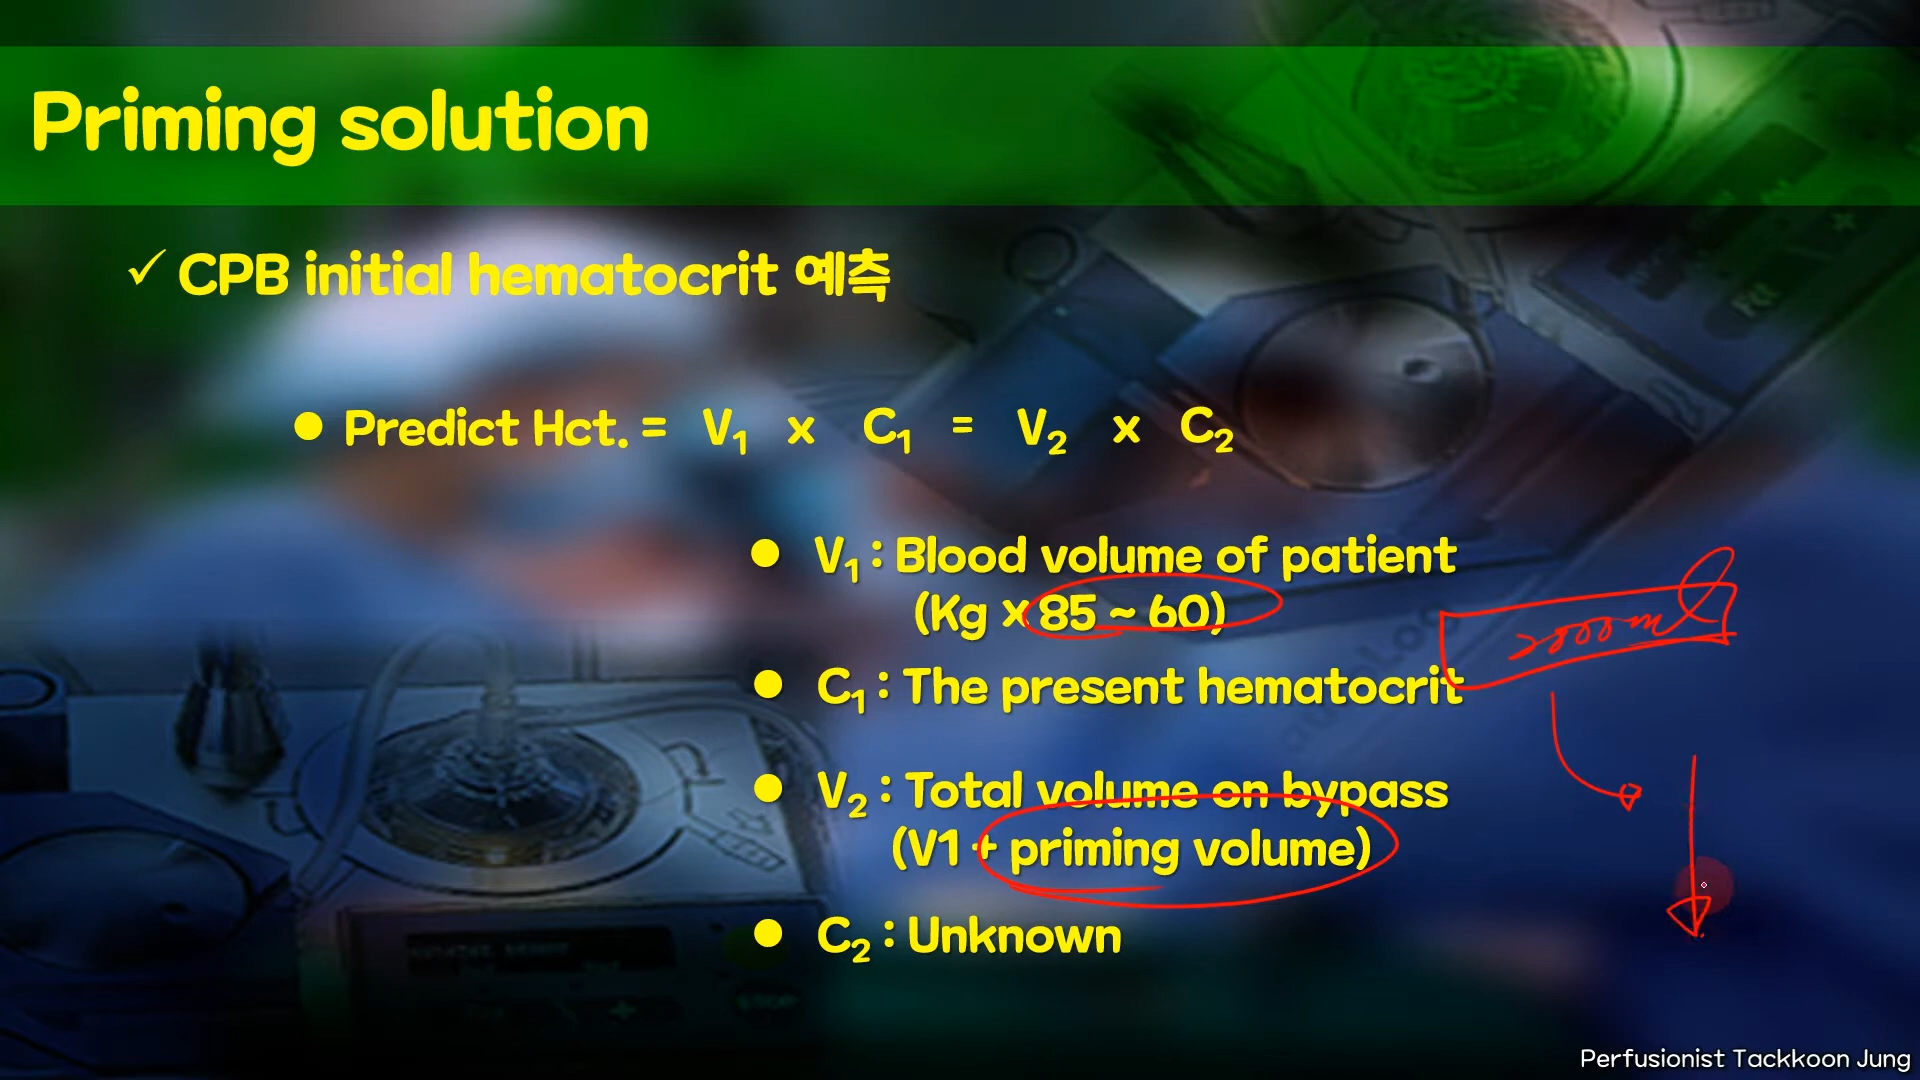 Priming solution
✓ CPB initial hematocrit 예측
● Predict Hct. = V₁ x C₁ = V₂ x C₂
● V₁ : Blood volume of patient
(Kg x 85 ~ 60)
2000ml
● C₁ : The present hematocrit
● V₂ : Total volume on bypass
(V1 + priming volume)
● C₂ : Unknown
Perfusionist Tackkoon Jung